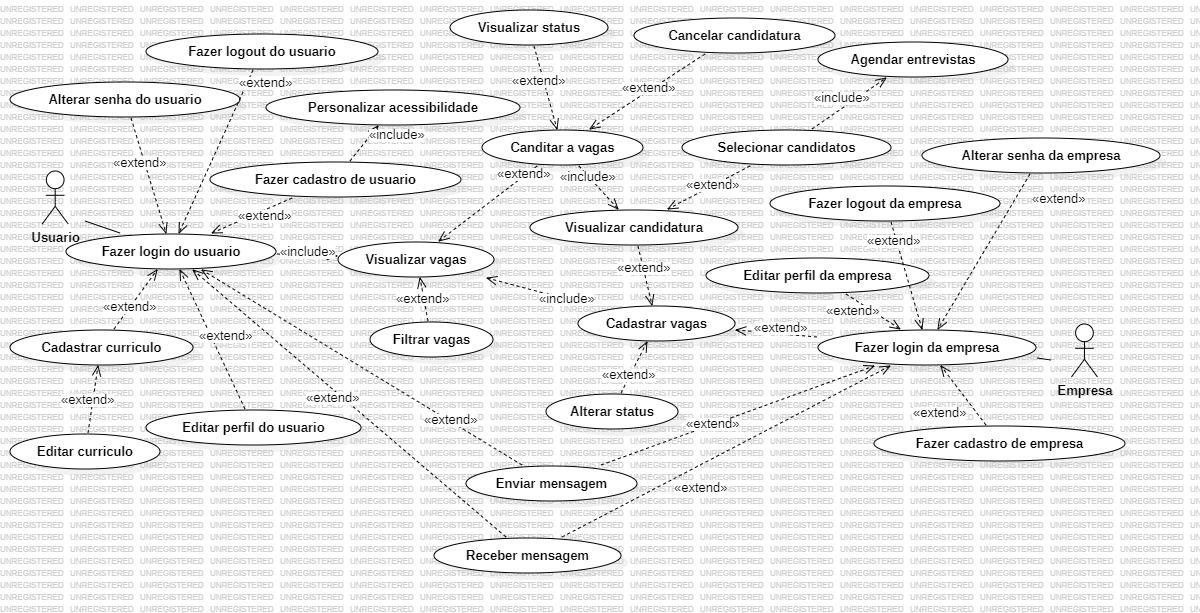 Visualizar status
Cancelar candidatura
Fazer logout do usuario
Agendar entrevistas
«extend»
«extend»
«extend»
«include»
Alterar senha do usuario
Personalizar acessibilidade
«include»
Canditar a vagas
Selecionar candidatos
Alterar senha da empresa
«extend»
«extend»
«include»
Fazer cadastro de usuario
«extend»
«extend»
Fazer logout da empresa
«extend»
Usuario
Visualizar candidatura
«extend»
Fazer login do usuario
«include»
Visualizar vagas
«extend»
Editar perfil da empresa
«extend»
«include»
«extend»
«extend»
Cadastrar vagas
«extend»
«extend»
Filtrar vagas
Cadastrar curriculo
Fazer login da empresa
«extend»
Empresa
«extend»
«extend»
Alterar status
«extend»
«extend»
«extend»
Editar perfil do usuario
Fazer cadastro de empresa
Editar curriculo
Enviar mensagem
«extend»
Receber mensagem
UNREGISTERED